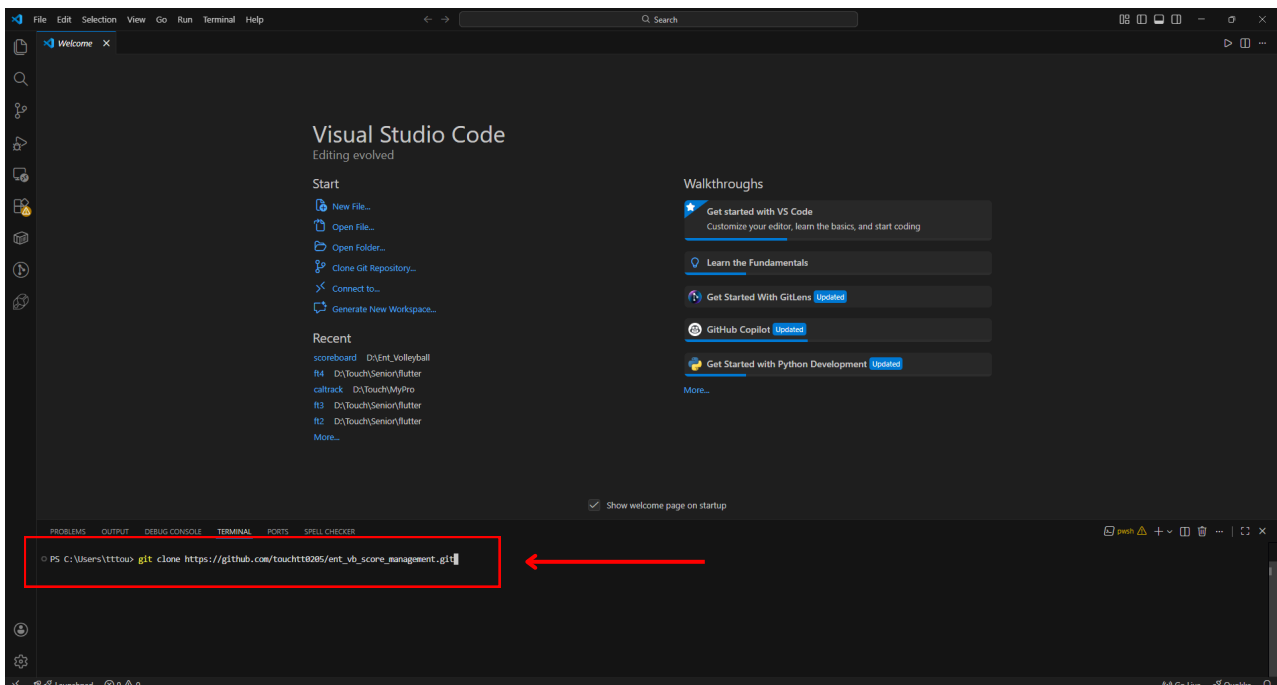 File Edit Selection View Go Run Terminal Help
Search
Welcome
Visual Studio Code
Editing evolved
Start
New File...
Open File...
Open Folder...
Clone Git Repository...
Connect to...
Generate New Workspace...
Recent
scoreboard D:\Ent_Volleyball
ft4 D:\Touch\Senior\flutter
caltrack D:\Touch\MyPro
ft3 D:\Touch\Senior\flutter
ft2 D:\Touch\Senior\flutter
More...
Walkthroughs
Get started with VS Code
Customize your editor, learn the basics, and start coding
Learn the Fundamentals
Get Started With GitLens Updated
GitHub Copilot Updated
Get Started with Python Development Updated
More...
Show welcome page on startup
PROBLEMS OUTPUT DEBUG CONSOLE TERMINAL PORTS SPELL CHECKER
pwsh
PS C:\Users\tttou> git clone https://github.com/touchtt0205/ent_vb_score_management.git